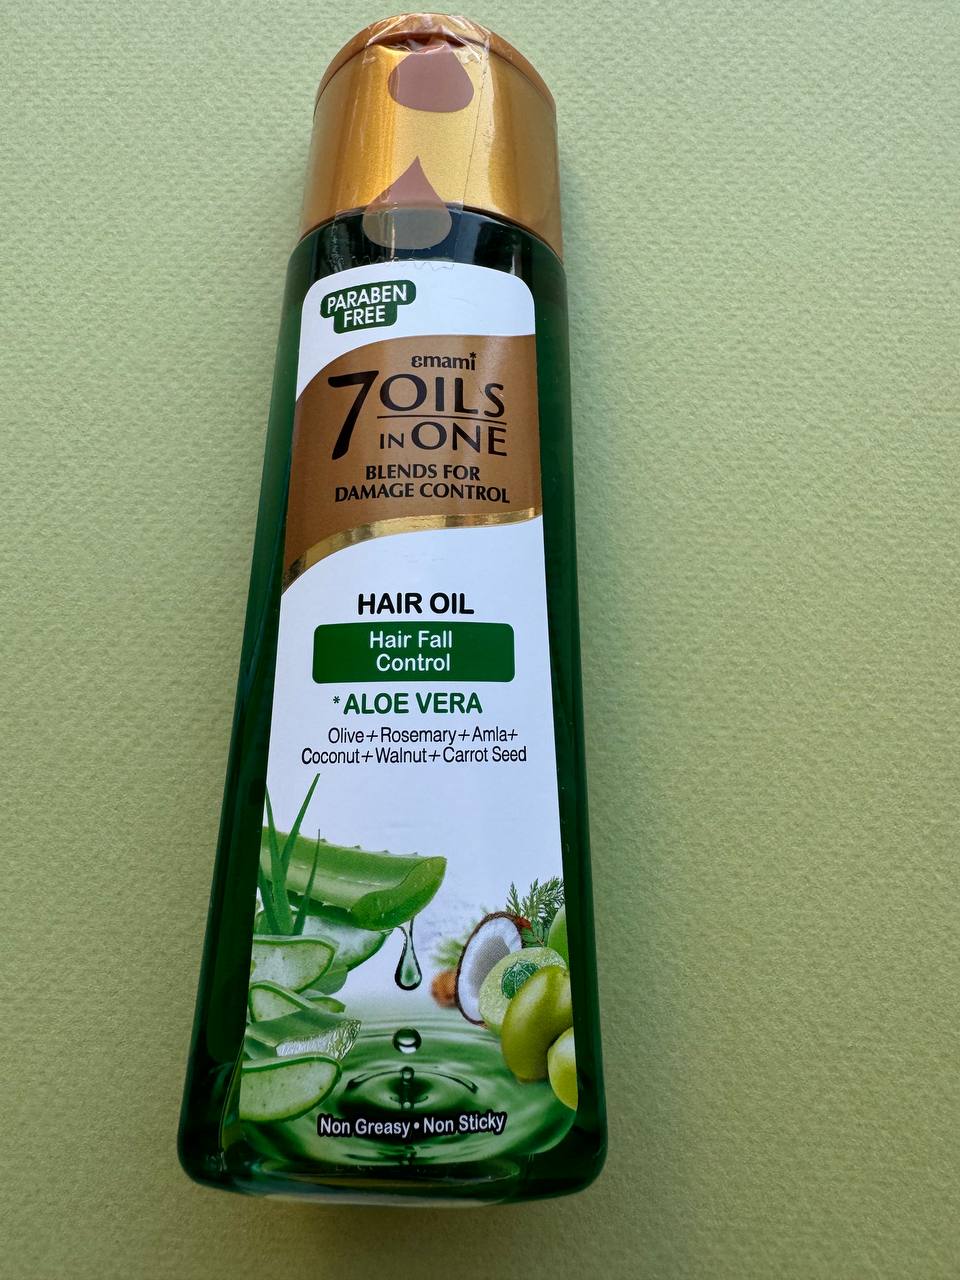 PARABEN
FREE
emami*
7 OILS
IN ONE
BLENDS FOR
DAMAGE CONTROL
HAIR OIL
Hair Fall
Control
*ALOE VERA
Olive+Rosemary+Amla+
Coconut+Walnut+Carrot Seed
Non Greasy • Non Sticky